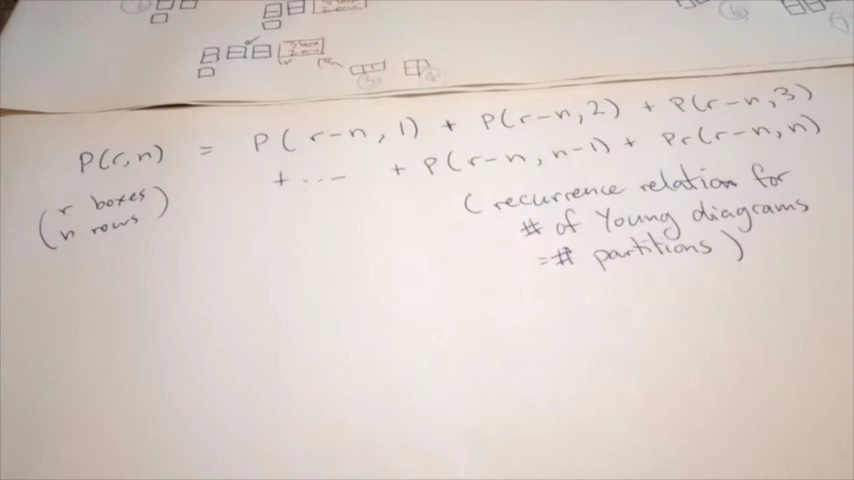 P(r,n) = P(r-n,1) + P(r-n,2) + P(r-n,3)
+ ... + P(r-n,n-1) + Pr(r-n,n)
(r boxes
n rows)
(recurrence relation for
# of Young diagrams
=# partitions)